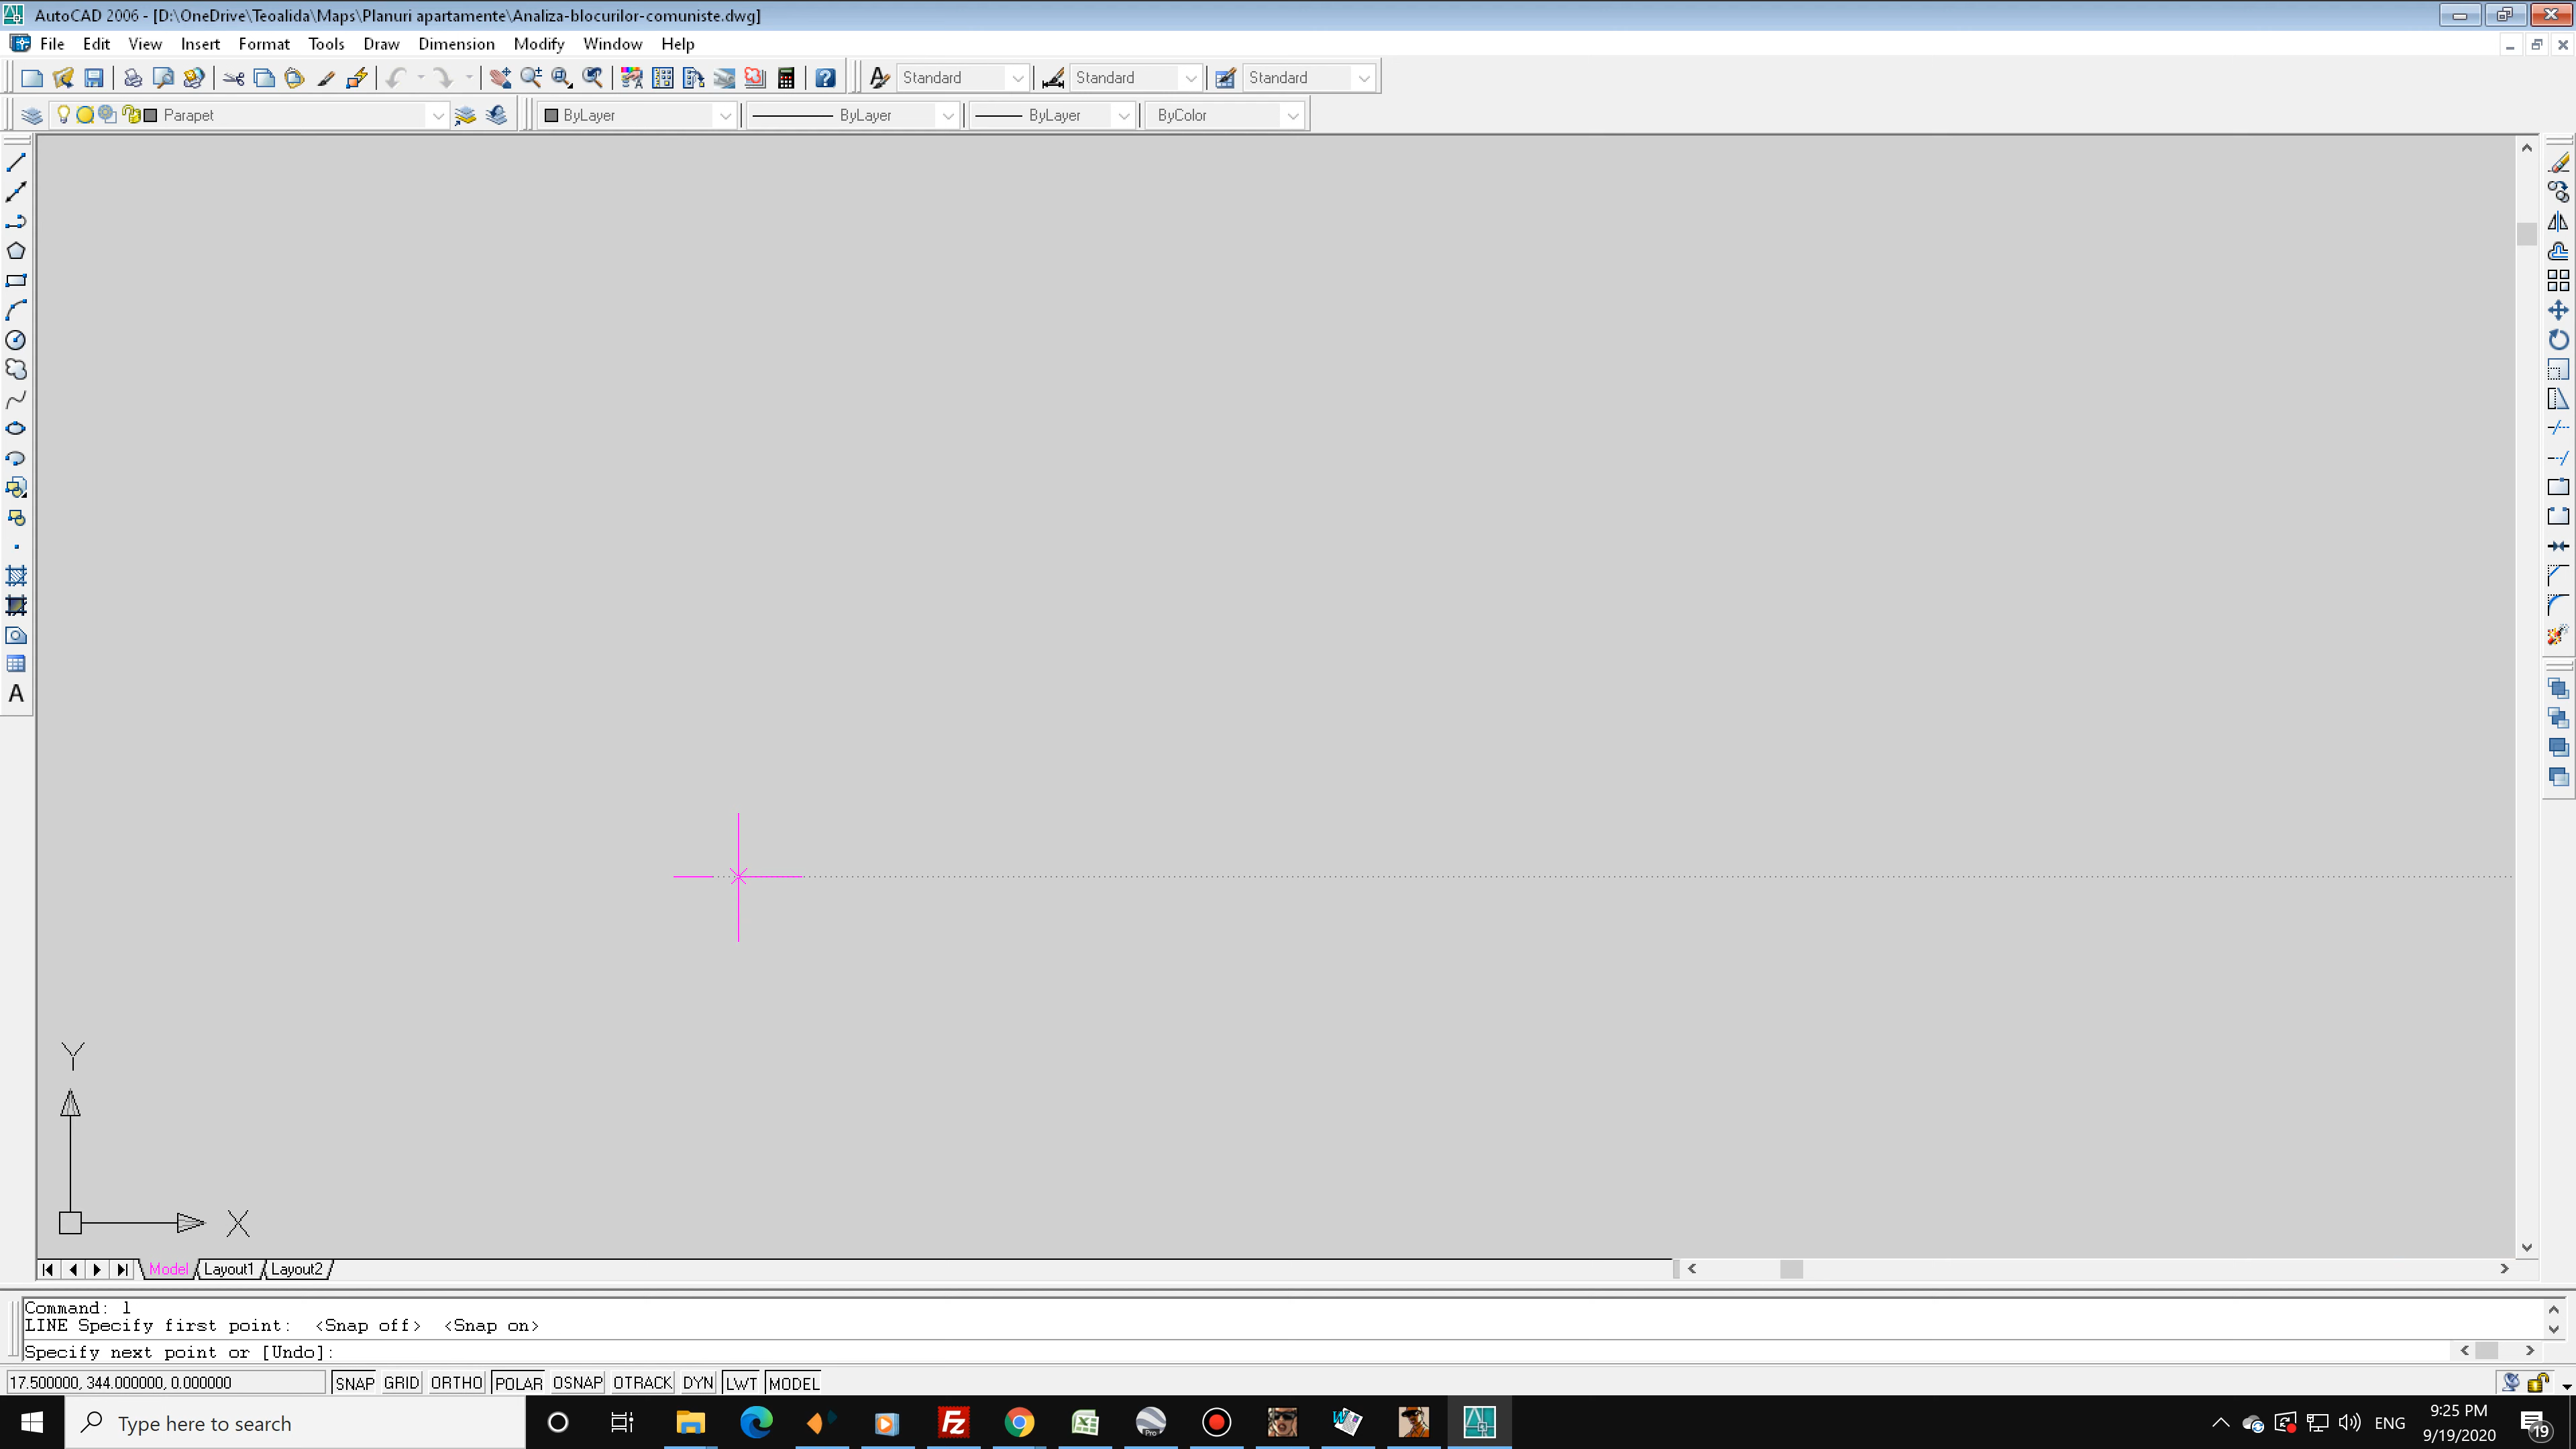 AutoCAD 2006 - [D:\OneDrive\Teoalida\Maps\Planuri apartamente\Analiza-blocurilor-comuniste.dwg]
File Edit View Insert Format Tools Draw Dimension Modify Window Help
Standard Standard Standard
Parapet ByLayer ByLayer ByLayer ByColor
A
Y
X
Model Layout1 Layout2
Command: l
LINE Specify first point:  <Snap off>  <Snap on>
Specify next point or [Undo]:
17.500000, 344.000000, 0.000000 SNAP GRID ORTHO POLAR OSNAP OTRACK DYN LWT MODEL
Type here to search Fz Pro W ENG 9:25 PM
9/19/2020 19